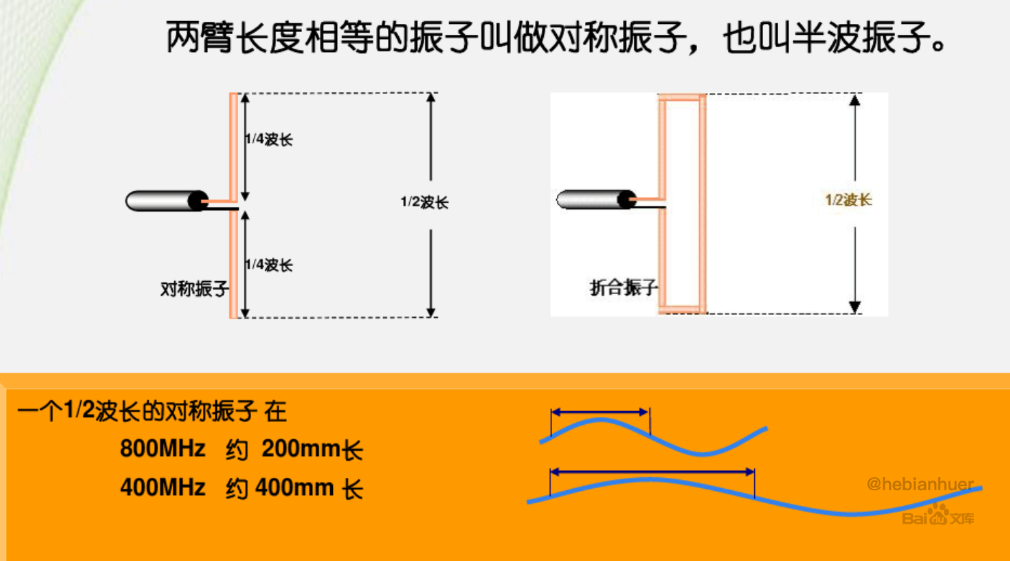 两臂长度相等的振子叫做对称振子，也叫半波振子。
1/4波长
1/2波长
1/4波长
对称振子
1/2波长
折合振子
一个1/2波长的对称振子 在
800MHz 约 200mm长
400MHz 约 400mm 长
@hebianhuer
Bai 文库